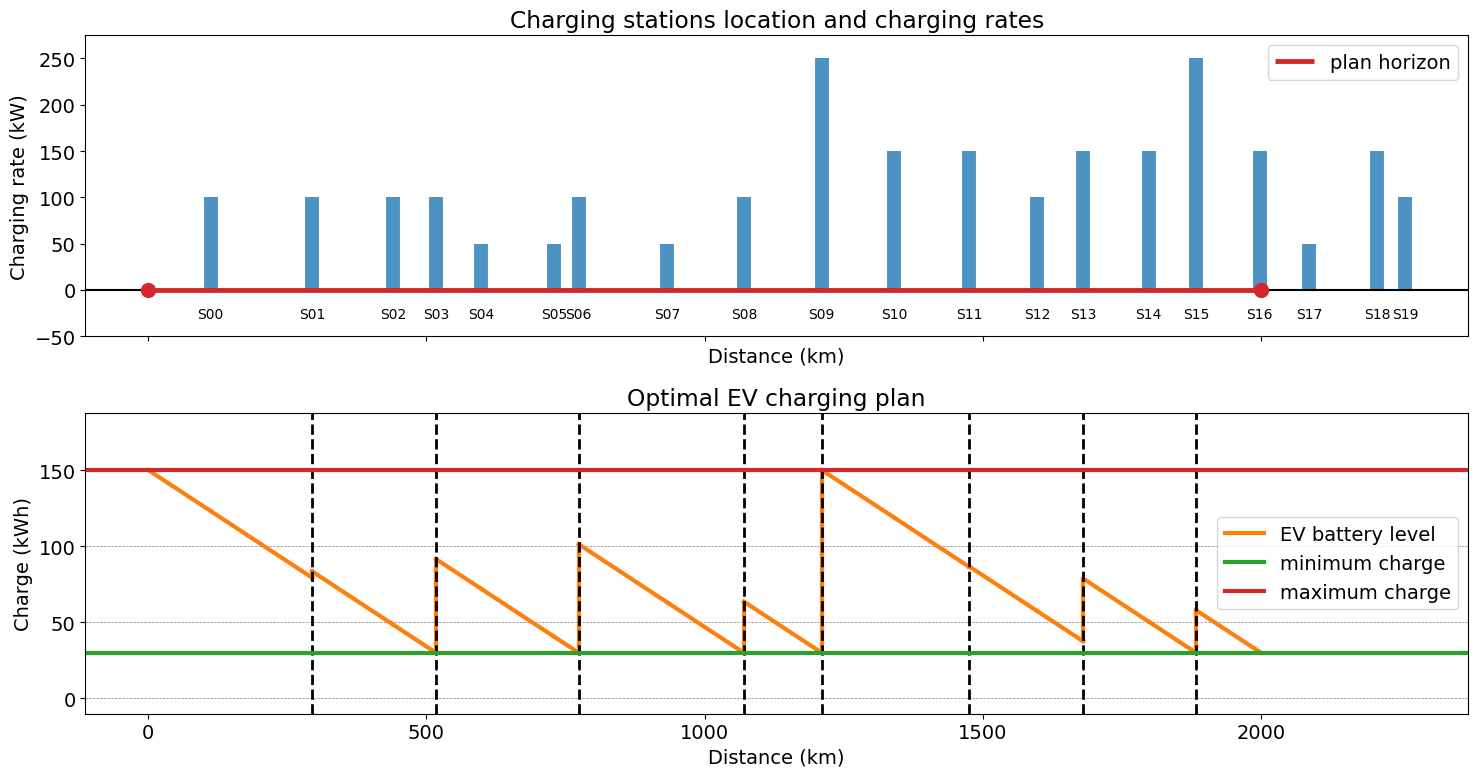 Charging stations location and charging rates
Charging rate (kW)
250
200
150
100
50
0
−50
plan horizon
S00 S01 S02 S03 S04 S05 S06 S07 S08 S09 S10 S11 S12 S13 S14 S15 S16 S17 S18 S19
Distance (km)
Optimal EV charging plan
Charge (kWh)
150
100
50
0
EV battery level
minimum charge
maximum charge
0 500 1000 1500 2000
Distance (km)